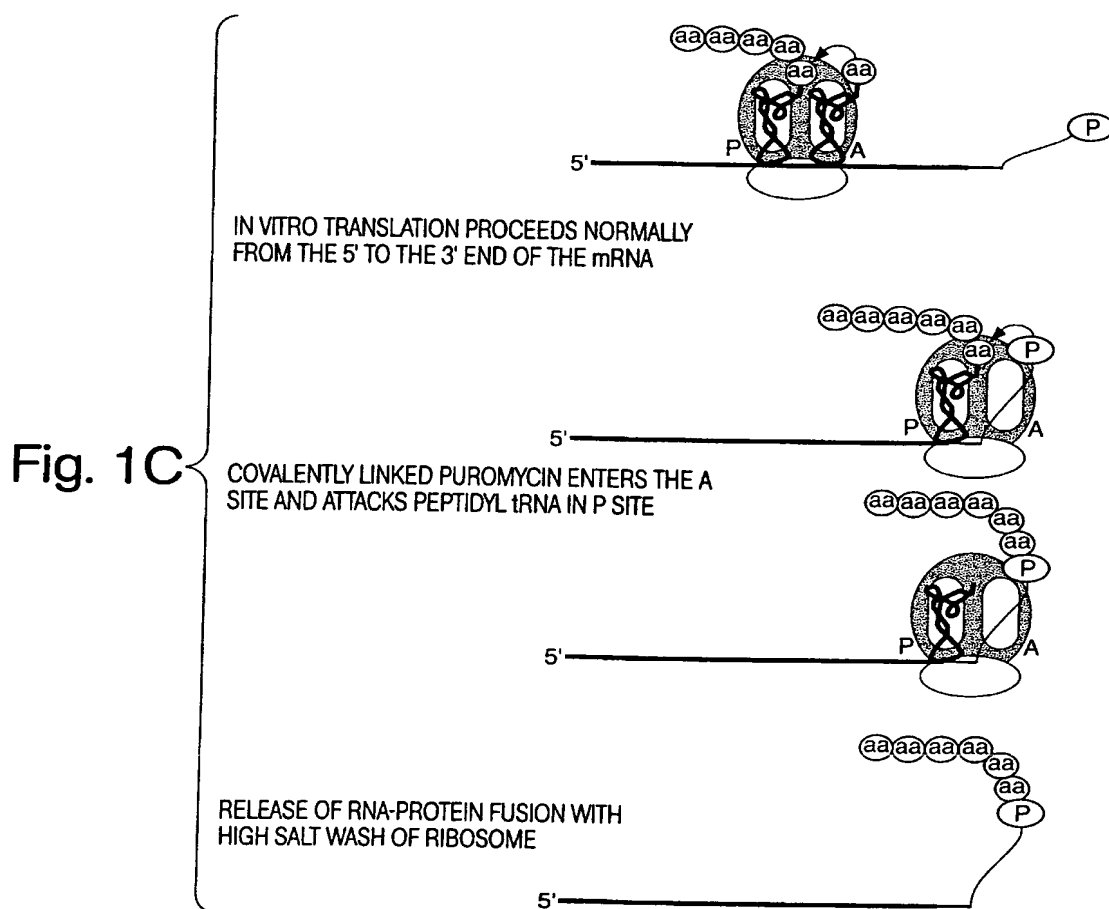 aa aa aa aa
aa aa
P
P A
5'
IN VITRO TRANSLATION PROCEEDS NORMALLY
FROM THE 5' TO THE 3' END OF THE mRNA
aa aa aa aa aa aa
aa P
P A
5'
Fig. 1C
COVALENTLY LINKED PUROMYCIN ENTERS THE A
SITE AND ATTACKS PEPTIDYL tRNA IN P SITE
aa aa aa aa
aa
aa
P
P A
5'
aa aa aa aa
aa
aa
P
RELEASE OF RNA-PROTEIN FUSION WITH
HIGH SALT WASH OF RIBOSOME
5'